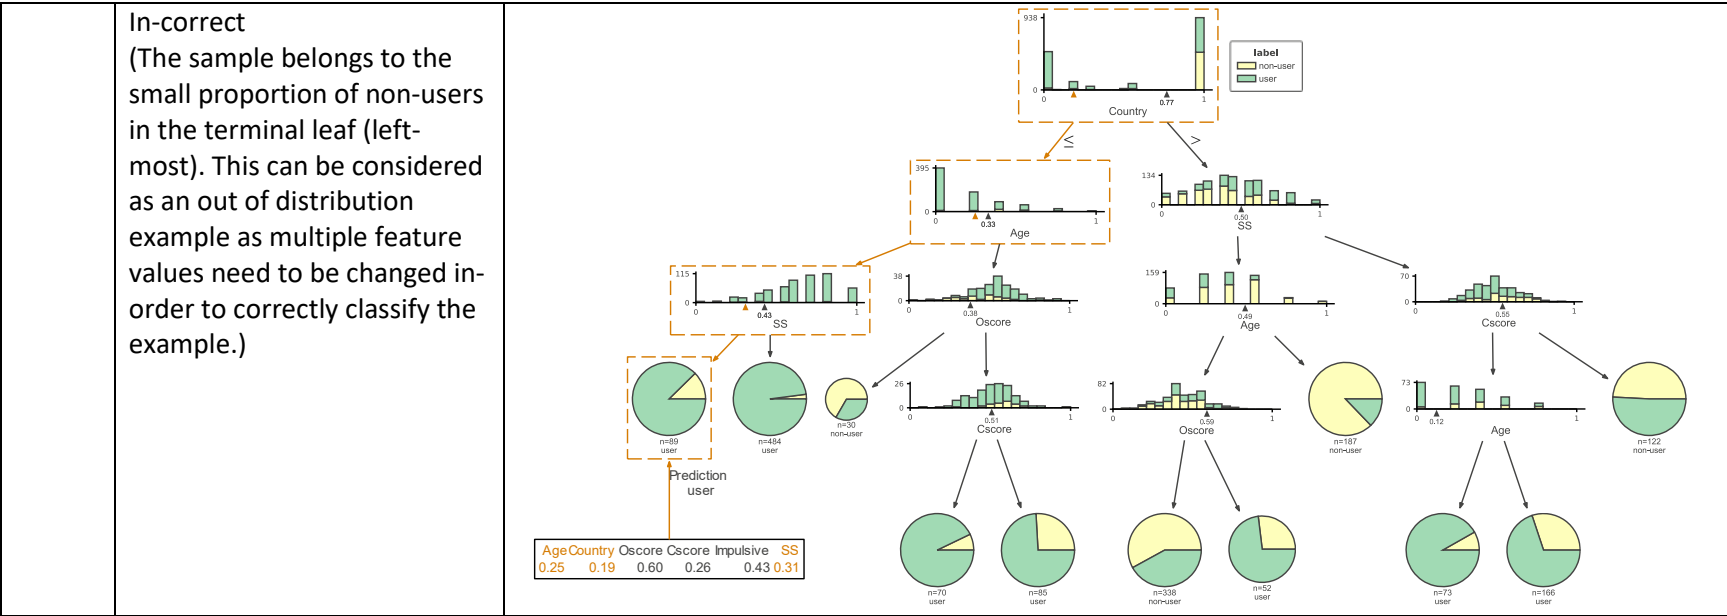 In-correct
(The sample belongs to the
small proportion of non-users
in the terminal leaf (left-
most). This can be considered
as an out of distribution
example as multiple feature
values need to be changed in-
order to correctly classify the
example.)
938
0
0
0.77
1
Country
label
non-user
user
≤
>
395
0
0
0.33
1
Age
134
0
0
0.50
1
SS
115
0
0
0.43
1
SS
38
0
0
0.38
1
Oscore
159
0
0
0.49
1
Age
70
0
0
0.55
1
Cscore
n=89
user
n=484
user
n=30
non-user
26
0
0
0.51
1
Cscore
82
0
0
0.59
1
Oscore
n=187
non-user
73
0
0
0.12
1
Age
n=122
non-user
Prediction
user
Age Country Oscore Cscore Impulsive SS
0.25 0.19 0.60 0.26 0.43 0.31
n=70
user
n=85
user
n=338
non-user
n=52
user
n=73
user
n=166
user